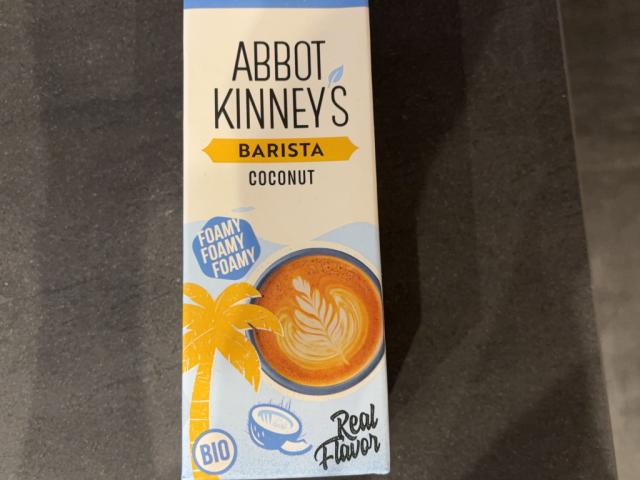 ABBOT
KINNEY'S
BARISTA
COCONUT
FOAMY
FOAMY
FOAMY
BIO
Real
Flavor